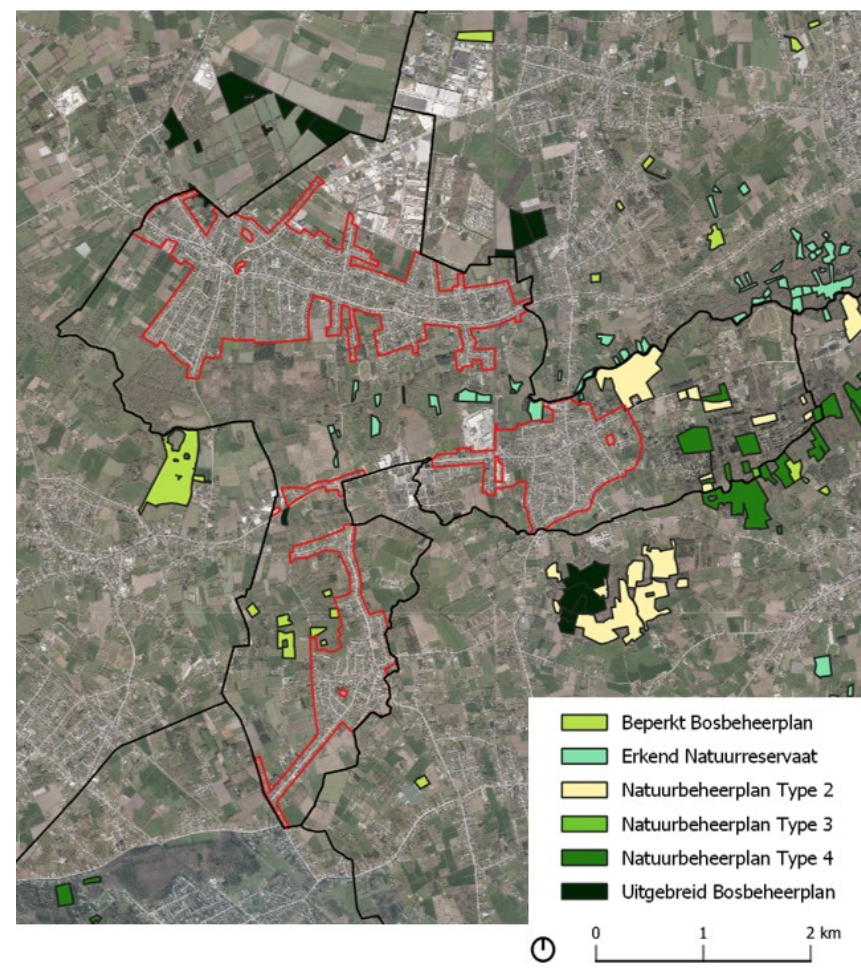 Beperkt Bosbeheerplan
Erkend Natuurreservaat
Natuurbeheerplan Type 2
Natuurbeheerplan Type 3
Natuurbeheerplan Type 4
Uitgebreid Bosbeheerplan
0 1 2 km